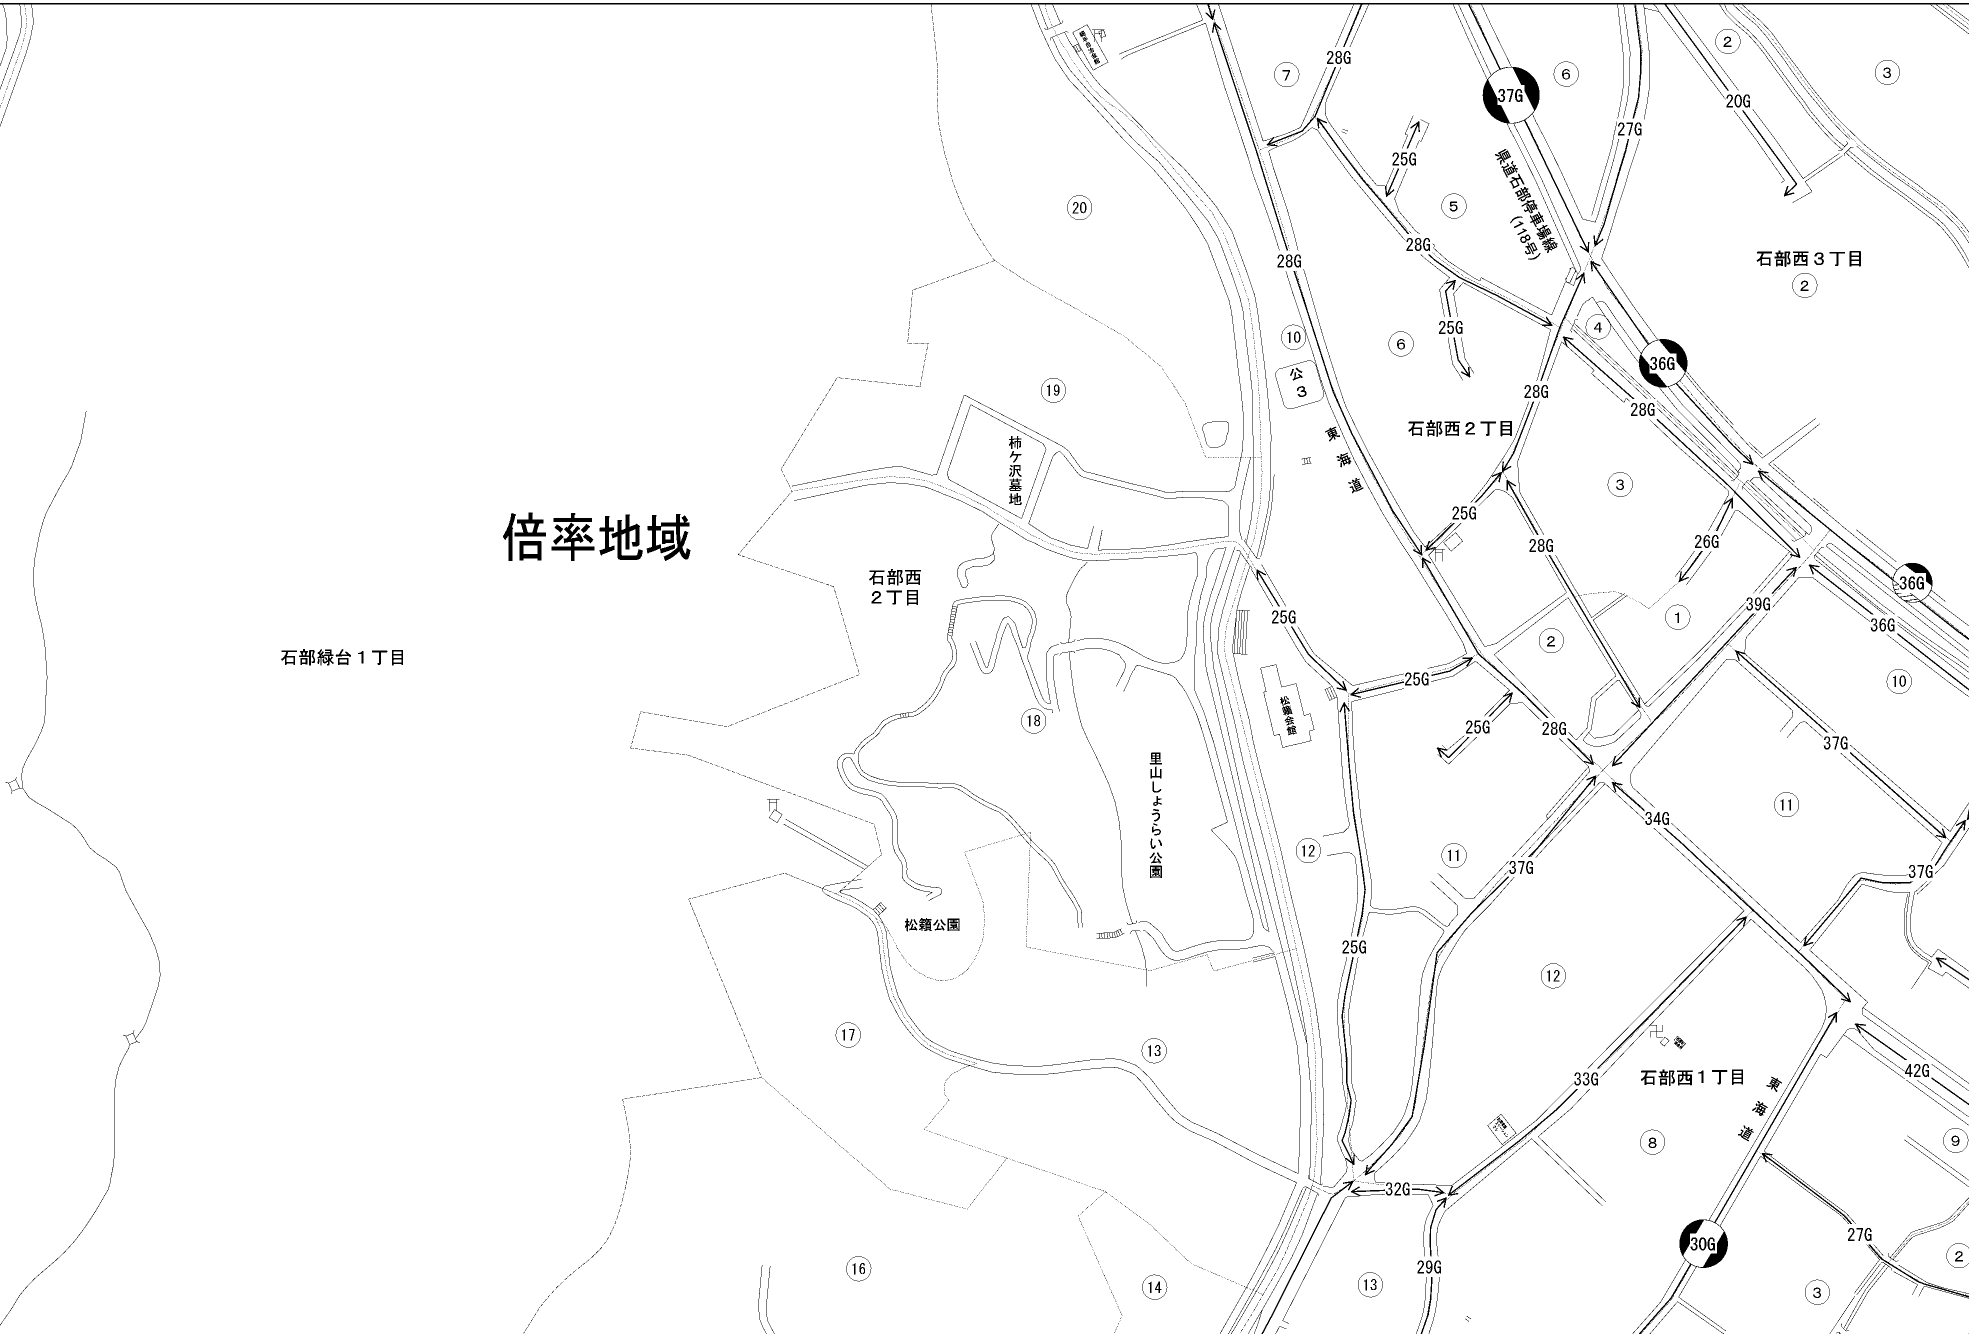 28G
⑦
37G
⑥
27G
②
20G
③
25G
⑤
県道石部停車場線
(118号)
⑳
28G
28G
石部西3丁目
②
⑩
公
3
25G
⑥
④
36G
⑲
28G
28G
東海道
石部西2丁目
柿ケ沢墓地
③
25G
倍率地域
28G
26G
36G
石部西
2丁目
25G
39G
36G
①
②
石部緑台1丁目
25G
⑩
松籟会館
⑱
25G
28G
37G
里山しょうらい公園
⑪
34G
⑫
⑪
37G
37G
松籟公園
25G
⑫
⑰
⑬
33G
石部西1丁目
42G
東海道
⑧
⑨
32G
30G
27G
②
29G
⑯
⑭
⑬
③